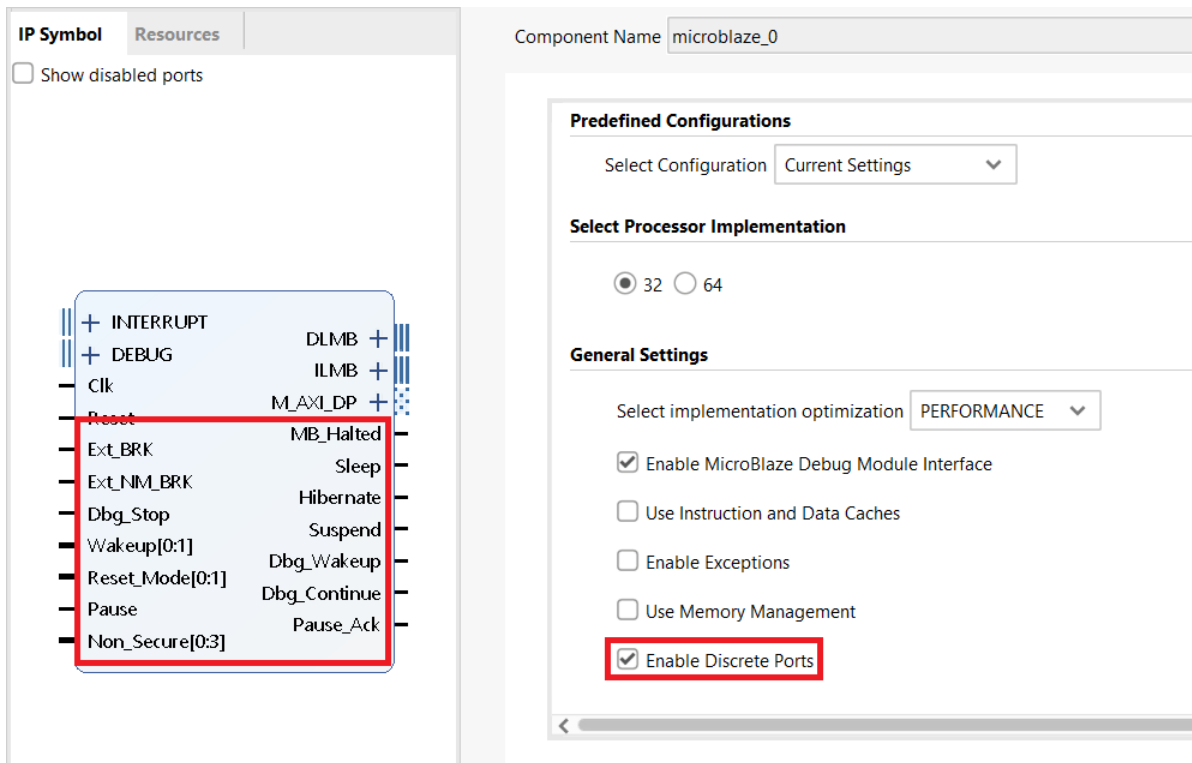 IP Symbol
Resources
Show disabled ports
INTERRUPT
DEBUG
Clk
Reset
Ext_BRK
Ext_NM_BRK
Dbg_Stop
Wakeup[0:1]
Reset_Mode[0:1]
Pause
Non_Secure[0:3]
DLMB
ILMB
M_AXI_DP
MB_Halted
Sleep
Hibernate
Suspend
Dbg_Wakeup
Dbg_Continue
Pause_Ack
Component Name microblaze_0
Predefined Configurations
Select Configuration Current Settings
Select Processor Implementation
32 64
General Settings
Select implementation optimization PERFORMANCE
Enable MicroBlaze Debug Module Interface
Use Instruction and Data Caches
Enable Exceptions
Use Memory Management
Enable Discrete Ports